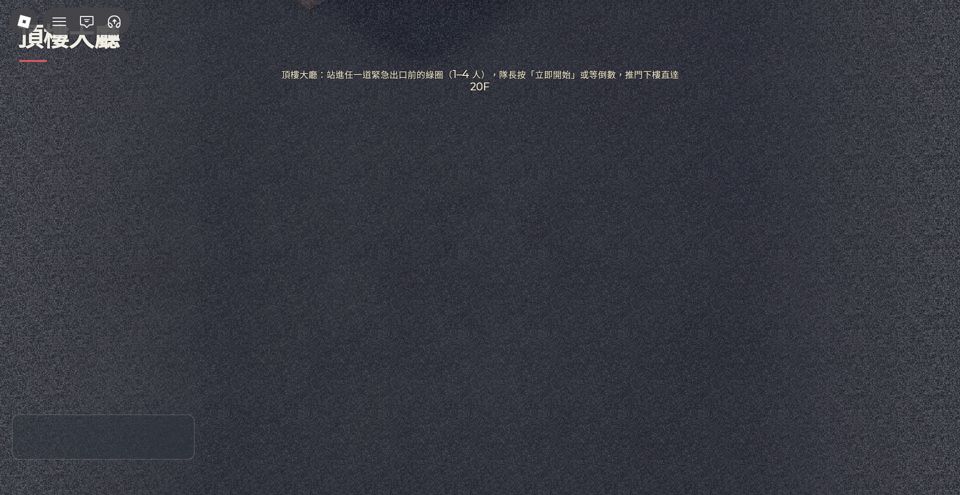 頂樓大廳
頂樓大廳：站進任一道緊急出口前的綠圈（1–4 人），隊長按「立即開始」或等倒數，推門下樓直達
20F